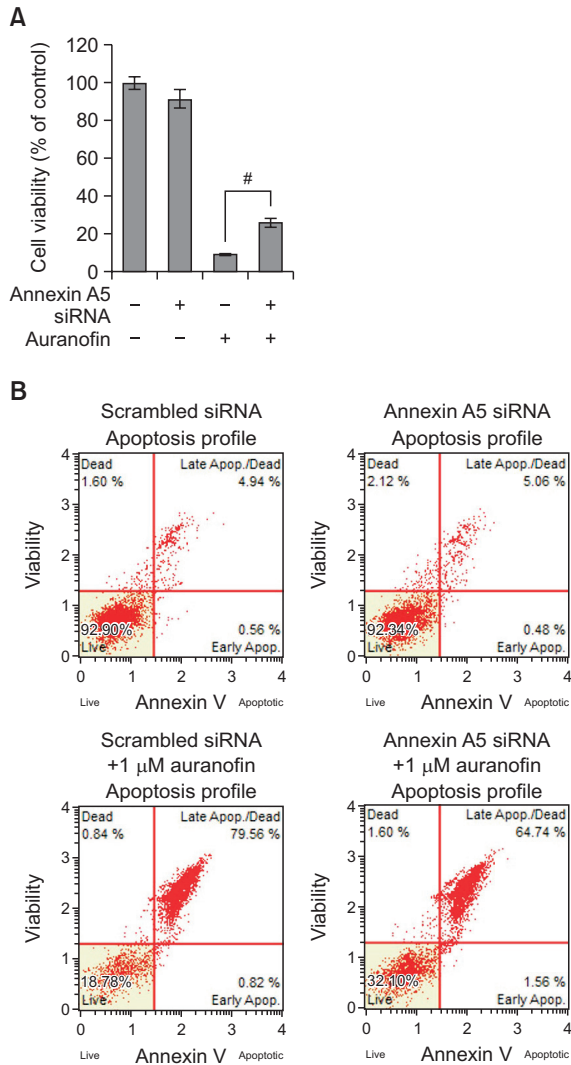 A
Cell viability (% of control)
120
100
80
60
40
20
0
#
Annexin A5 siRNA − + − +
Auranofin − − + +
B
Scrambled siRNA
Apoptosis profile
Dead
1.60 %
Late Apop./Dead
4.94 %
92.90%
Live
0.56 %
Early Apop.
Viability
4
3
2
1
0
0 1 2 3 4
Live Annexin V Apoptotic
Annexin A5 siRNA
Apoptosis profile
Dead
2.12 %
Late Apop./Dead
5.06 %
92.34%
Live
0.48 %
Early Apop.
Viability
4
3
2
1
0
0 1 2 3 4
Live Annexin V Apoptotic
Scrambled siRNA
+1 μM auranofin
Apoptosis profile
Dead
0.84 %
Late Apop./Dead
79.56 %
18.78%
Live
0.82 %
Early Apop.
Viability
4
3
2
1
0
0 1 2 3 4
Live Annexin V Apoptotic
Annexin A5 siRNA
+1 μM auranofin
Apoptosis profile
Dead
1.60 %
Late Apop./Dead
64.74 %
32.10%
Live
1.56 %
Early Apop.
Viability
4
3
2
1
0
0 1 2 3 4
Live Annexin V Apoptotic